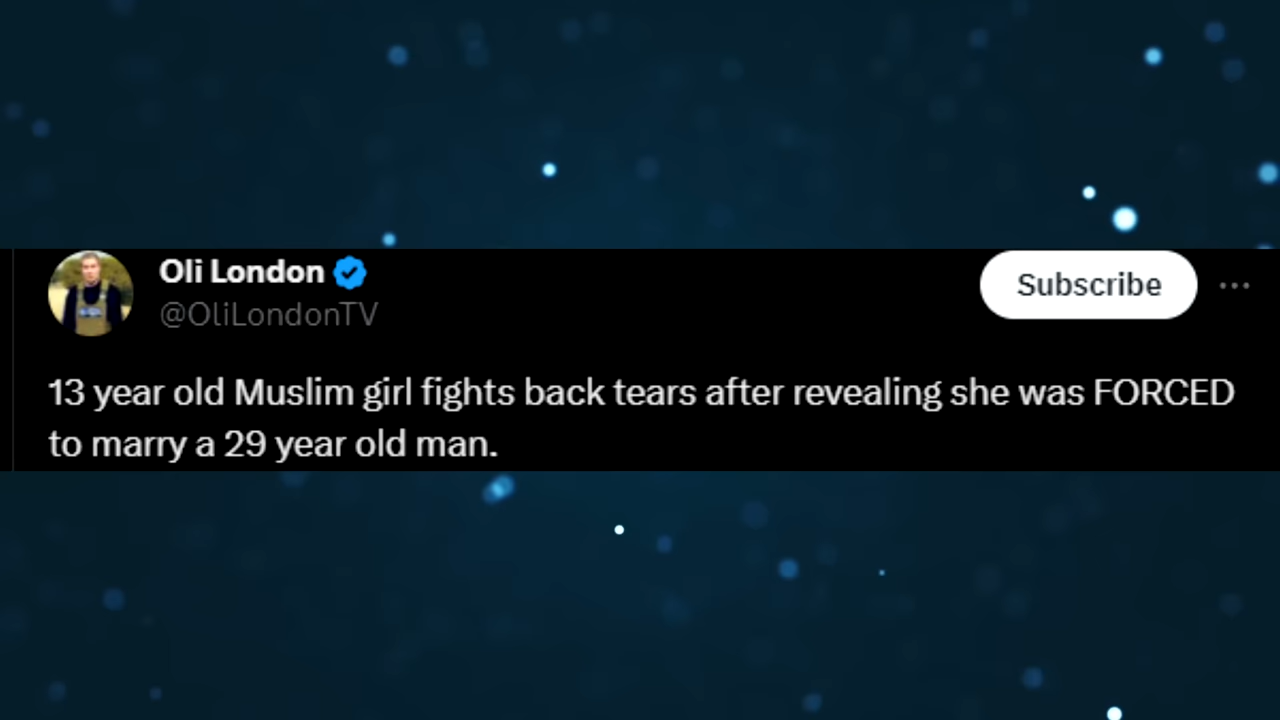 Oli London
@OliLondonTV
Subscribe
13 year old Muslim girl fights back tears after revealing she was FORCED
to marry a 29 year old man.